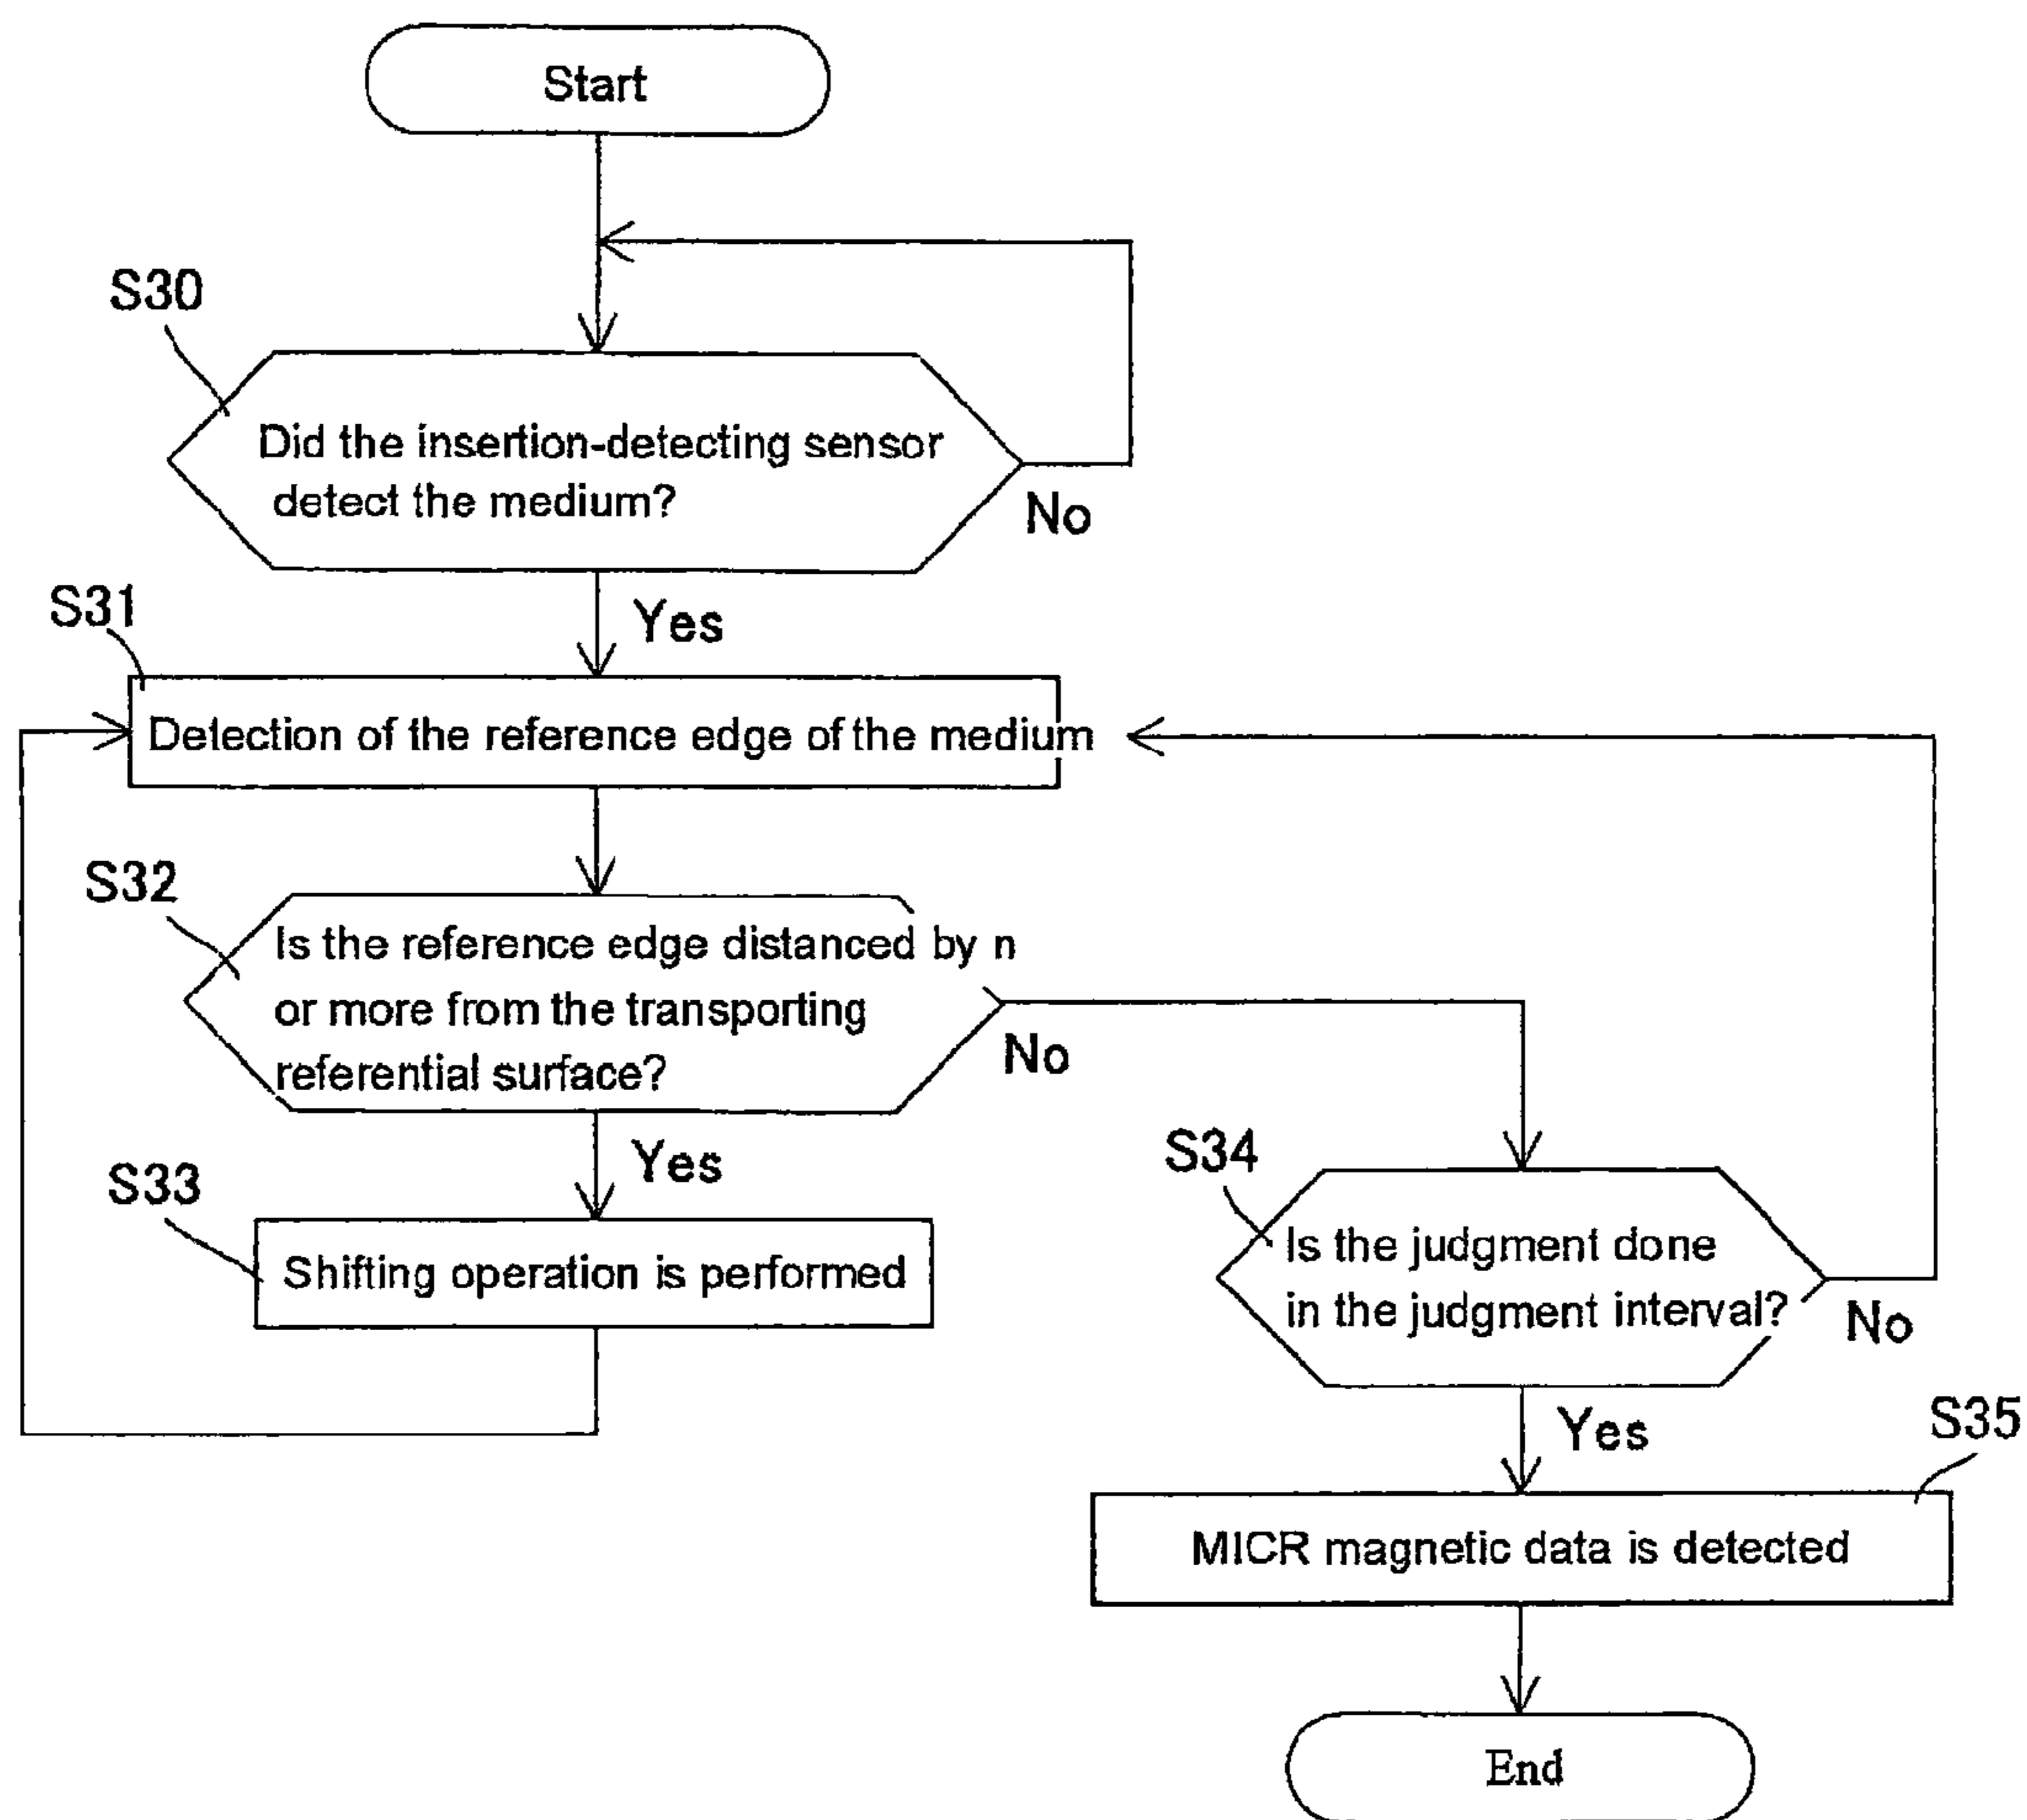 Start
S30
Did the insertion-detecting sensor
detect the medium?
No
Yes
S31
Detection of the reference edge of the medium
S32
Is the reference edge distanced by n
or more from the transporting
referential surface?
No
Yes
S33
Shifting operation is performed
S34
Is the judgment done
in the judgment interval?
No
Yes
S35
MICR magnetic data is detected
End